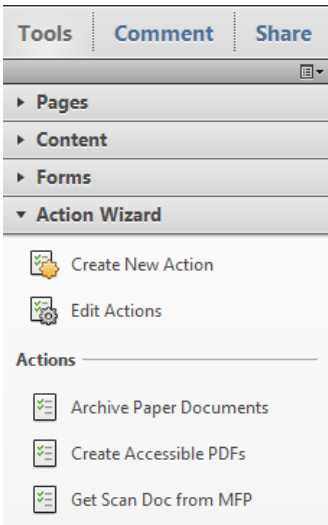 Tools Comment Share
Pages
Content
Forms
Action Wizard
Create New Action
Edit Actions
Actions
Archive Paper Documents
Create Accessible PDFs
Get Scan Doc from MFP